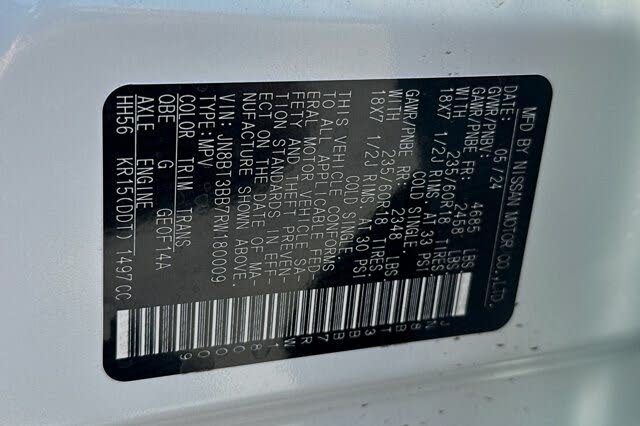 MFD BY NISSAN MOTOR CO.,LTD.
DATE: 05/24
GVWR/PNBV: 4685 LBS
GAWR/PNBE FR: 2458 LBS
WITH 235/60R18 TIRES,
18X7 1/2J RIMS, AT 33 PSI
COLD SINGLE
GAWR/PNBE RR: 2348 LBS.
WITH 235/60R18 TIRES,
18X7 1/2J RIMS, AT 30 PSI
COLD SINGLE
THIS VEHICLE CONFORMS
TO ALL APPLICABLE FED
ERAL MOTOR VEHICLE SA-
FETY AND THEFT PREVEN-
TION STANDARDS IN EFF-
ECT ON THE DATE OF MA-
NUFACTURE SHOWN ABOVE.
VIN: JN8BT3BB7RW180009
TYPE: MPV
COLOR TRIM TRANS
QBE G GE0F14A
AXLE ENGINE
HH56 KR15(DDT) 1497CC
JN8BT3BB7RW180009